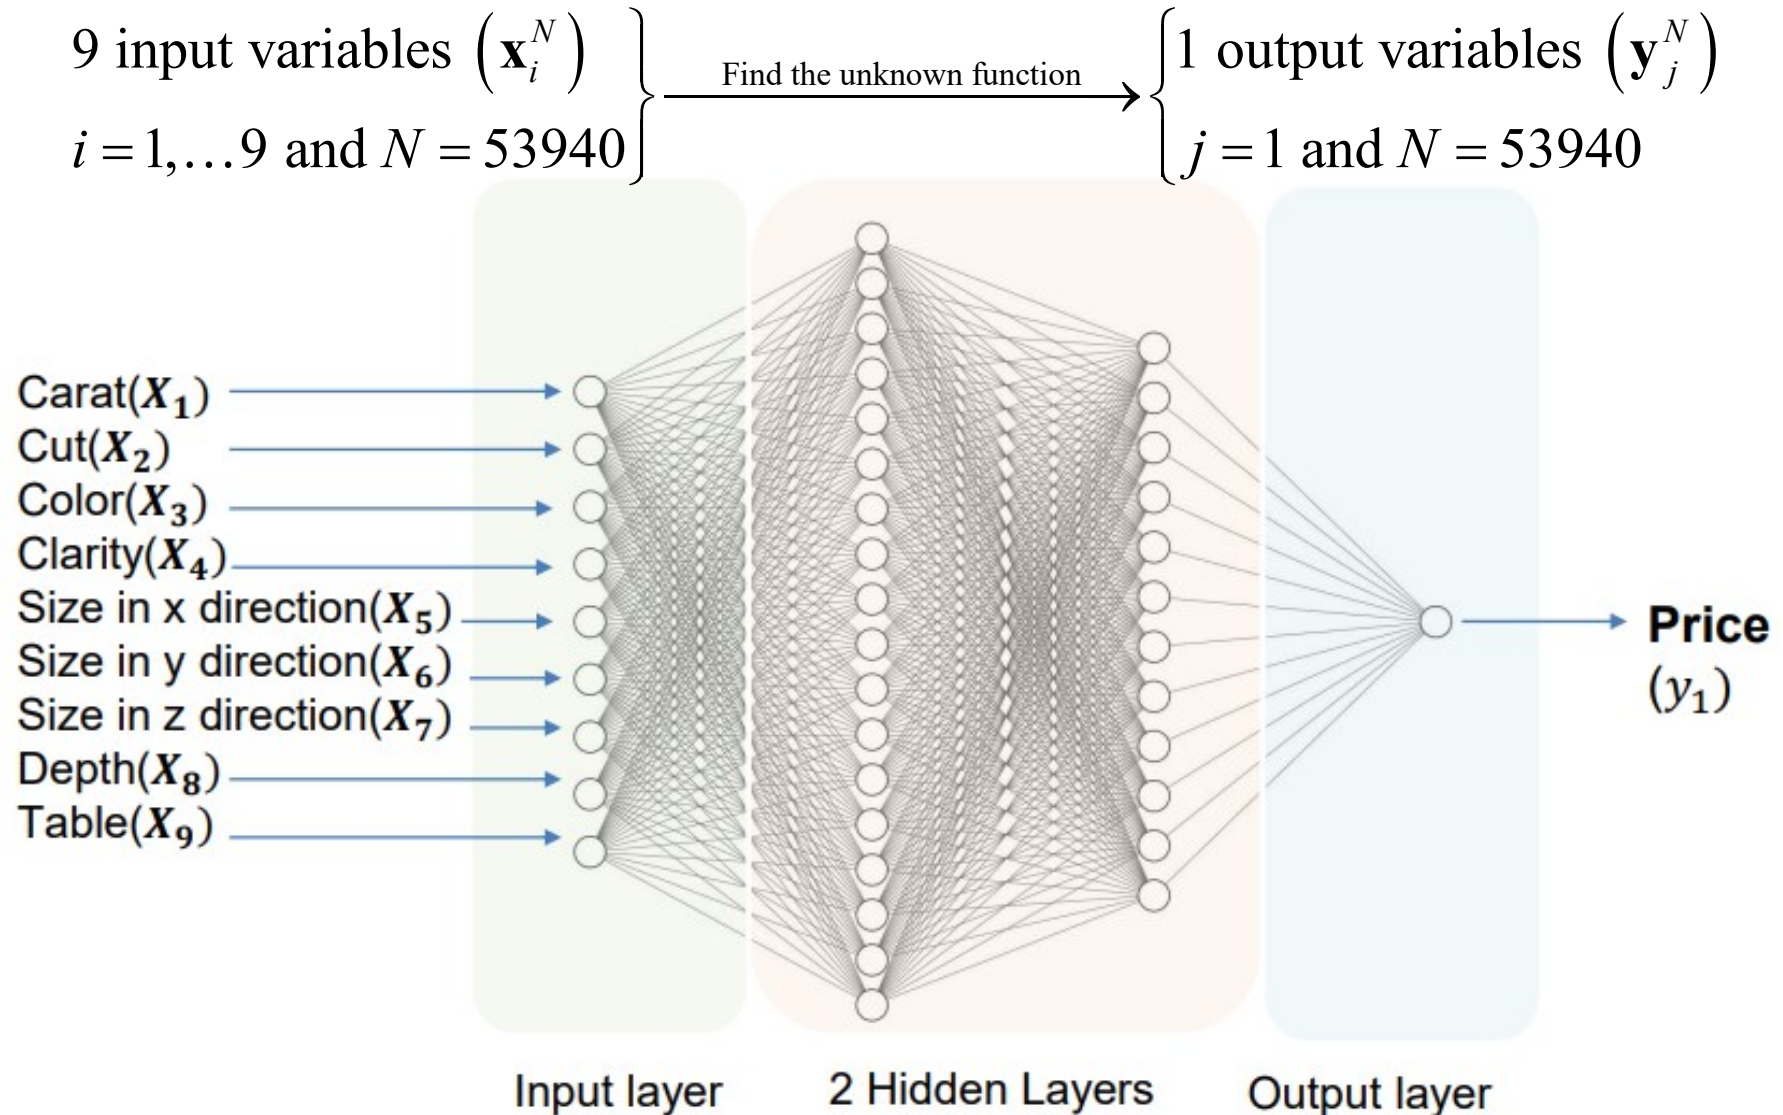 9 input variables (x_i^N)
i = 1,...9 and N = 53940
Find the unknown function
1 output variables (y_j^N)
j = 1 and N = 53940
Carat(X₁)
Cut(X₂)
Color(X₃)
Clarity(X₄)
Size in x direction(X₅)
Size in y direction(X₆)
Size in z direction(X₇)
Depth(X₈)
Table(X₉)
Price
(y₁)
Input layer
2 Hidden Layers
Output layer